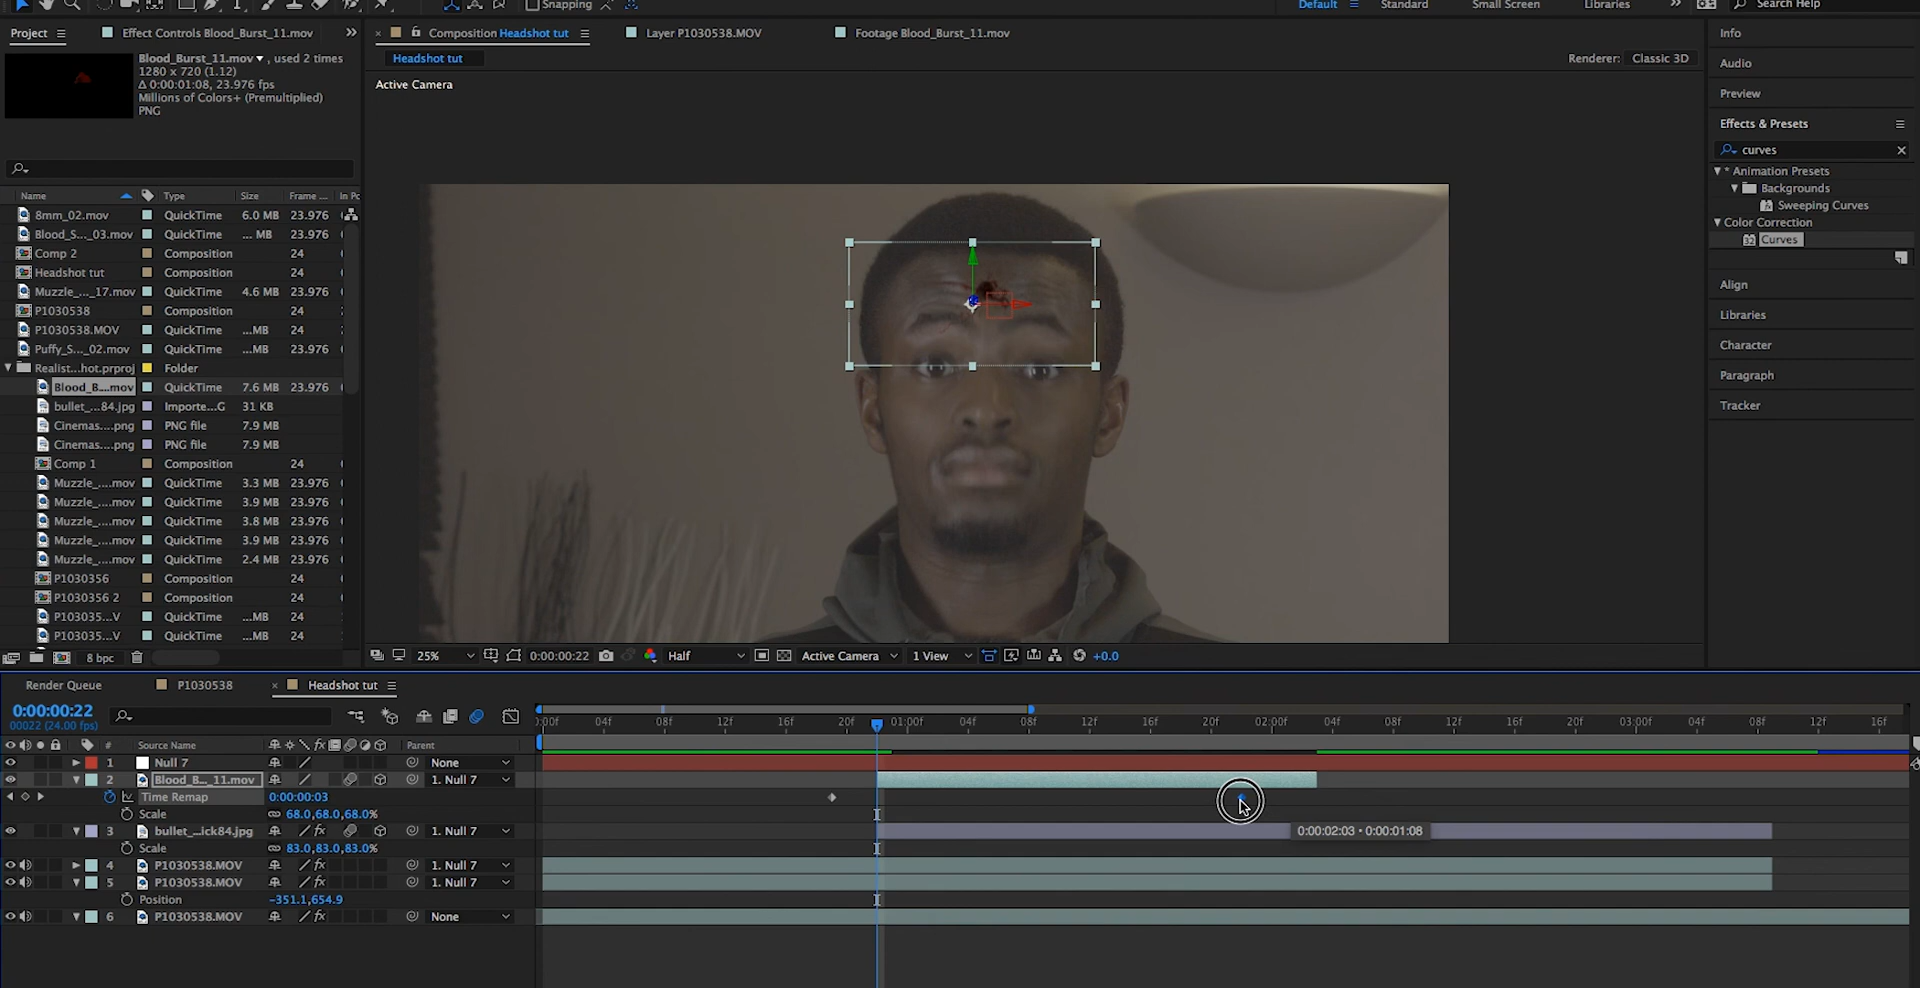 Snapping
Default
Standard
Small Screen
Libraries
Search Help
Project
Effect Controls Blood_Burst_11.mov
Composition Headshot tut
Layer P1030538.MOV
Footage Blood_Burst_11.mov
Headshot tut
Renderer: Classic 3D
Active Camera
Blood_Burst_11.mov , used 2 times
1280 x 720 (1.12)
Δ 0:00:01:08, 23.976 fps
Millions of Colors+ (Premultiplied)
PNG
Name Type Size Frame ... In Po
8mm_02.mov QuickTime 6.0 MB 23.976
Blood_S..._03.mov QuickTime ... MB 23.976
Comp 2 Composition 24
Headshot tut Composition 24
Muzzle_..._17.mov QuickTime 4.6 MB 23.976
P1030538 Composition 24
P1030538.MOV QuickTime ...MB 23.976
Puffy_S..._02.mov QuickTime ...MB 23.976
Realist...hot.prproj Folder
Blood_B....mov QuickTime 7.6 MB 23.976
bullet_...84.jpg Importe...G 31 KB
Cinemas....png PNG file 7.9 MB
Cinemas....png PNG file 7.9 MB
Comp 1 Composition 24
Muzzle_....mov QuickTime 3.3 MB 23.976
Muzzle_....mov QuickTime 3.9 MB 23.976
Muzzle_....mov QuickTime 3.8 MB 23.976
Muzzle_....mov QuickTime 3.9 MB 23.976
Muzzle_....mov QuickTime 2.4 MB 23.976
P1030356 Composition 24
P1030356 2 Composition 24
P103035...V QuickTime ...MB 24
P103035...V QuickTime ...MB 24
8 bpc
25% 0:00:00:22 Half Active Camera 1 View +0.0
Info
Audio
Preview
Effects & Presets
curves
* Animation Presets
Backgrounds
Sweeping Curves
Color Correction
32 Curves
Align
Libraries
Character
Paragraph
Tracker
Render Queue
P1030538
Headshot tut
0:00:00:22
00022 (24.00 fps)
:00f 04f 08f 12f 16f 20f 01:00f 04f 08f 12f 16f 20f 02:00f 04f 08f 12f 16f 20f 03:00f 04f 08f 12f 16f
# Source Name fx Parent
1 Null 7 None
2 Blood_B..._11.mov 1. Null 7
Time Remap 0:00:00:03
Scale 68.0,68.0,68.0%
3 bullet_...ick84.jpg fx 1. Null 7
0:00:02:03 • 0:00:01:08
Scale 83.0,83.0,83.0%
4 P1030538.MOV fx 1. Null 7
5 P1030538.MOV fx 1. Null 7
Position -351.1,654.9
6 P1030538.MOV fx None